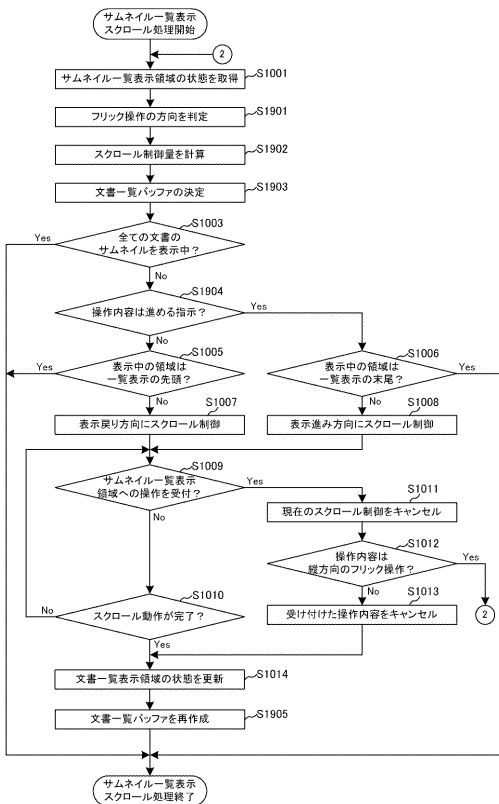 サムネイル一覧表示
スクロール処理開始
2
S1001
サムネイル一覧表示領域の状態を取得
S1901
フリック操作の方向を判定
S1902
スクロール制御量を計算
S1903
文書一覧バッファの決定
S1003
Yes
全ての文書の
サムネイルを表示中？
No
S1904
操作内容は進める指示？
Yes
No
S1005
S1006
Yes
表示中の領域は
一覧表示の先頭？
表示中の領域は
一覧表示の末尾？
Yes
No
S1007
No
S1008
表示戻り方向にスクロール制御
表示進み方向にスクロール制御
S1009
サムネイル一覧表示
領域への操作を受付？
Yes
S1011
No
現在のスクロール制御をキャンセル
S1012
操作内容は
縦方向のフリック操作？
Yes
No
S1010
S1013
No
スクロール動作が完了？
受け付けた操作内容をキャンセル
2
Yes
S1014
文書一覧表示領域の状態を更新
S1905
文書一覧バッファを再作成
サムネイル一覧表示
スクロール処理終了